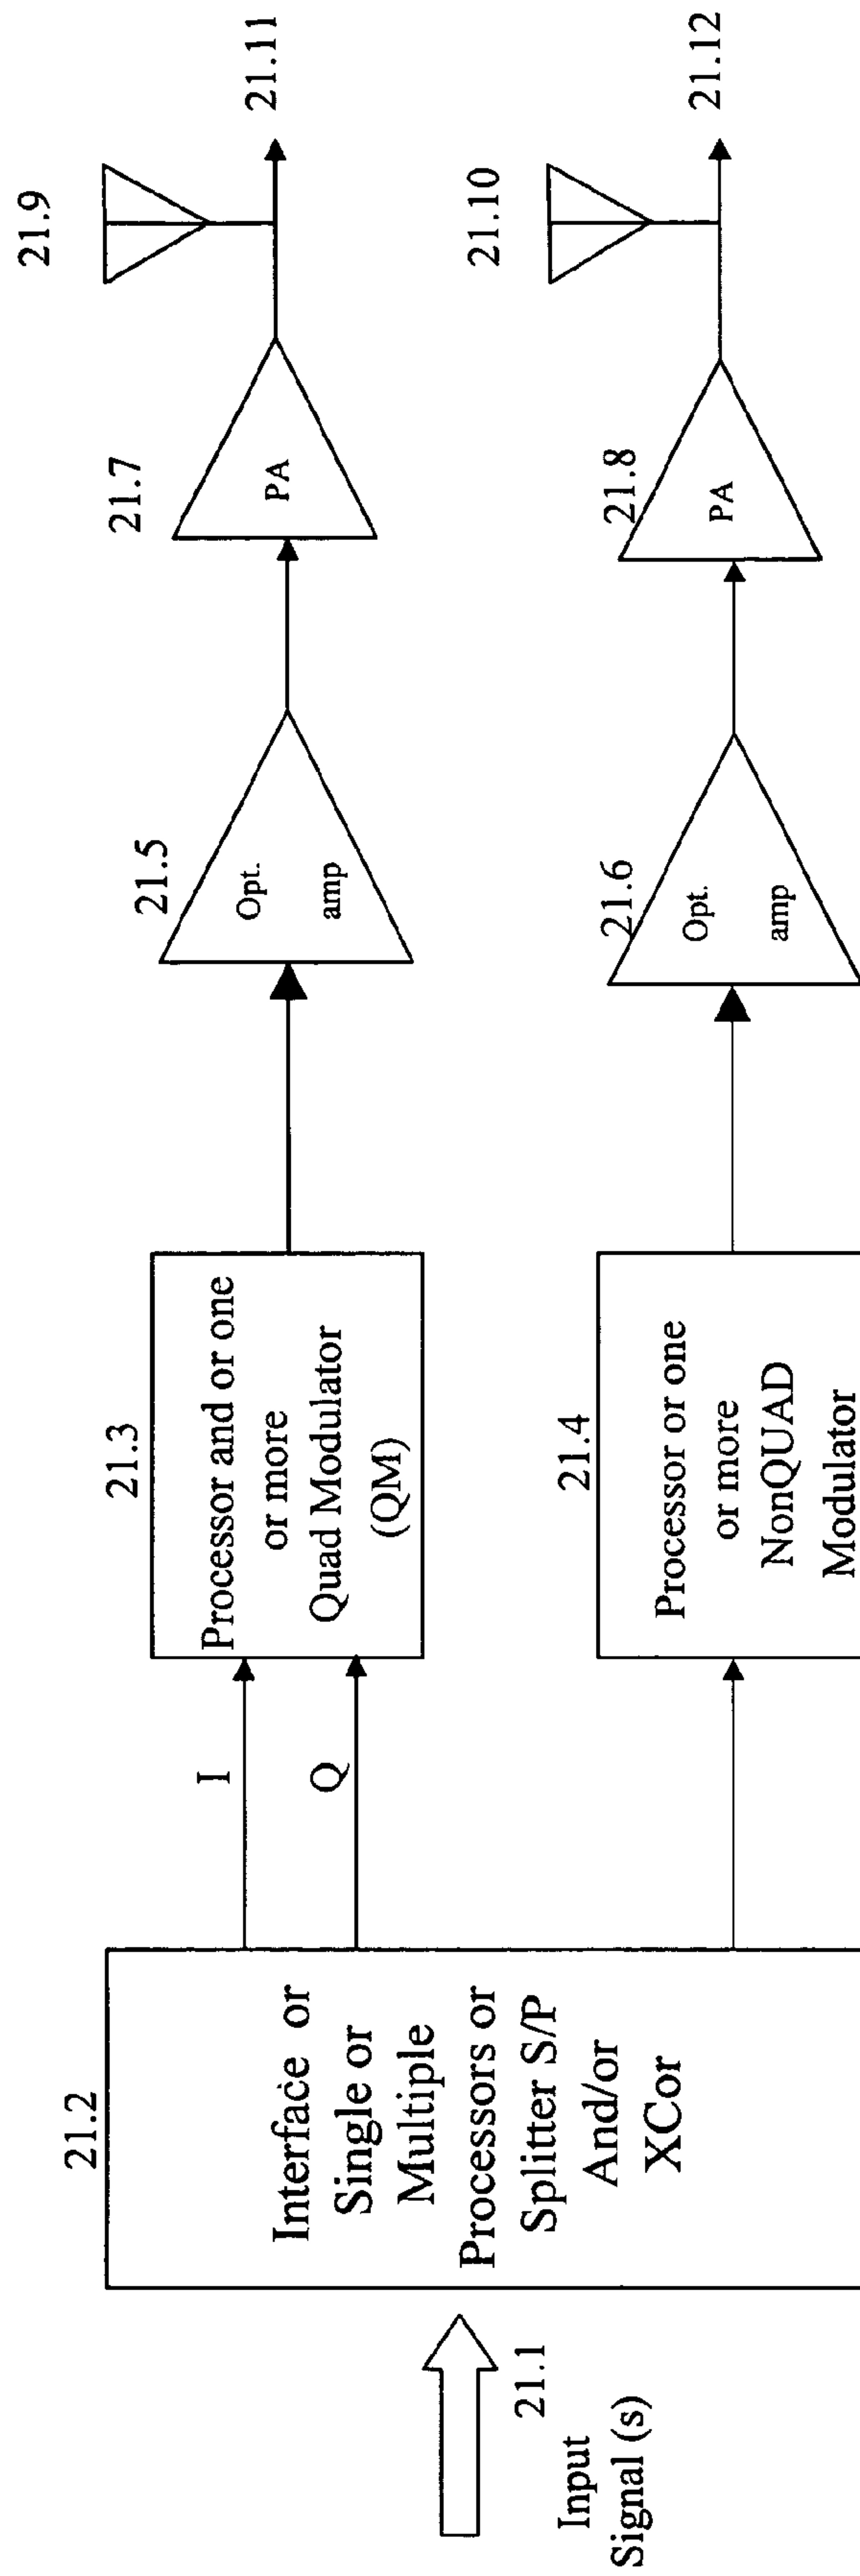 21.1
Input
Signal (s)
21.2
Interface or
Single or
Multiple
Processors or
Splitter S/P
And/or
XCor
I
Q
21.3
Processor and or one
or more
Quad Modulator
(QM)
21.5
Opt.
amp
21.7
PA
21.9
21.11
21.4
Processor or one
or more
NonQUAD
Modulator
21.6
Opt.
amp
21.8
PA
21.10
21.12